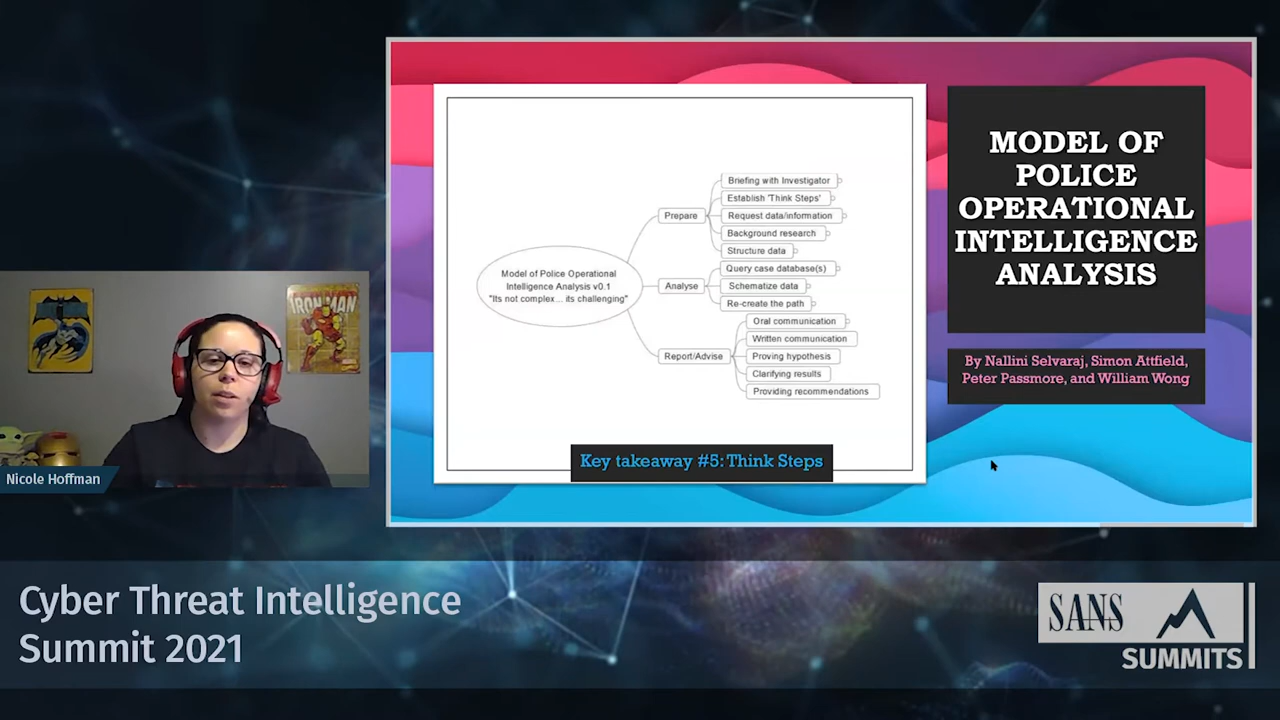 IRON MAN
Nicole Hoffman
Model of Police Operational
Intelligence Analysis v0.1
"Its not complex... its challenging"
Prepare
Briefing with Investigator
Establish 'Think Steps'
Request data/information
Background research
Structure data
Analyse
Query case database(s)
Schematize data
Re-create the path
Report/Advise
Oral communication
Written communication
Proving hypothesis
Clarifying results
Providing recommendations
Key takeaway #5: Think Steps
MODEL OF
POLICE
OPERATIONAL
INTELLIGENCE
ANALYSIS
By Nallini Selvaraj, Simon Attfield,
Peter Passmore, and William Wong
Cyber Threat Intelligence
Summit 2021
SANS
SUMMITS